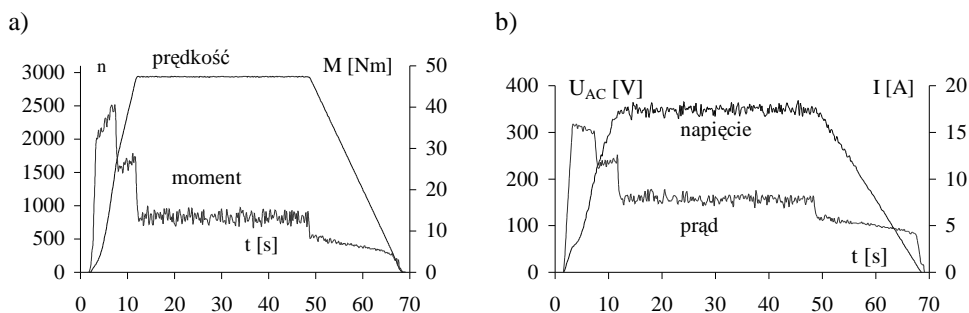 a)
n
prędkość
M [Nm]
3000
2500
2000
1500
1000
500
0
50
40
30
20
10
0
moment
t [s]
0 10 20 30 40 50 60 70
b)
U_AC [V]
I [A]
400
300
200
100
0
20
15
10
5
0
napięcie
prąd
t [s]
0 10 20 30 40 50 60 70